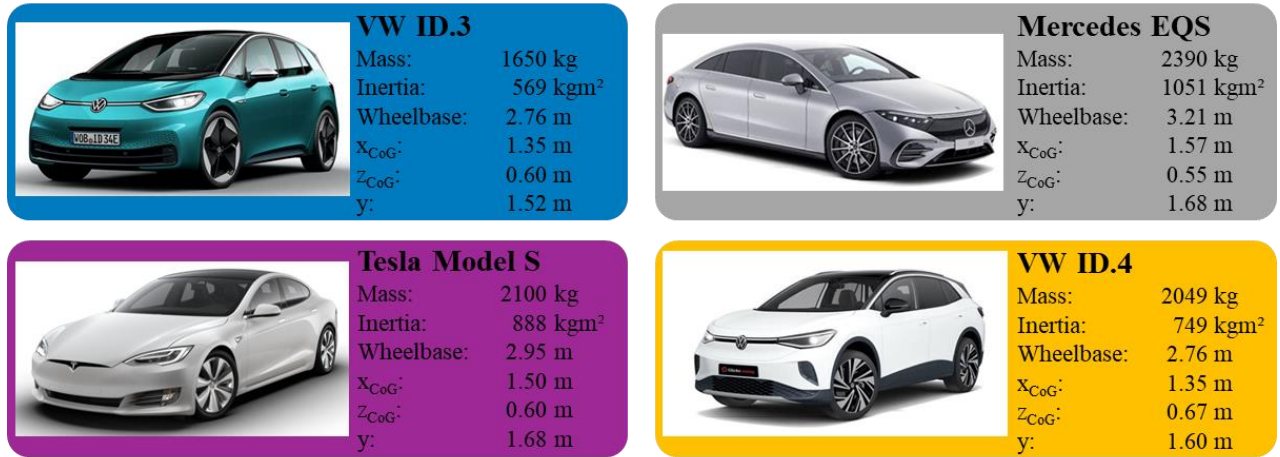 VW ID.3
Mass: 1650 kg
Inertia: 569 kgm²
Wheelbase: 2.76 m
xCoG: 1.35 m
zCoG: 0.60 m
y: 1.52 m
Mercedes EQS
Mass: 2390 kg
Inertia: 1051 kgm²
Wheelbase: 3.21 m
xCoG: 1.57 m
zCoG: 0.55 m
y: 1.68 m
Tesla Model S
Mass: 2100 kg
Inertia: 888 kgm²
Wheelbase: 2.95 m
xCoG: 1.50 m
zCoG: 0.60 m
y: 1.68 m
VW ID.4
Mass: 2049 kg
Inertia: 749 kgm²
Wheelbase: 2.76 m
xCoG: 1.35 m
zCoG: 0.67 m
y: 1.60 m